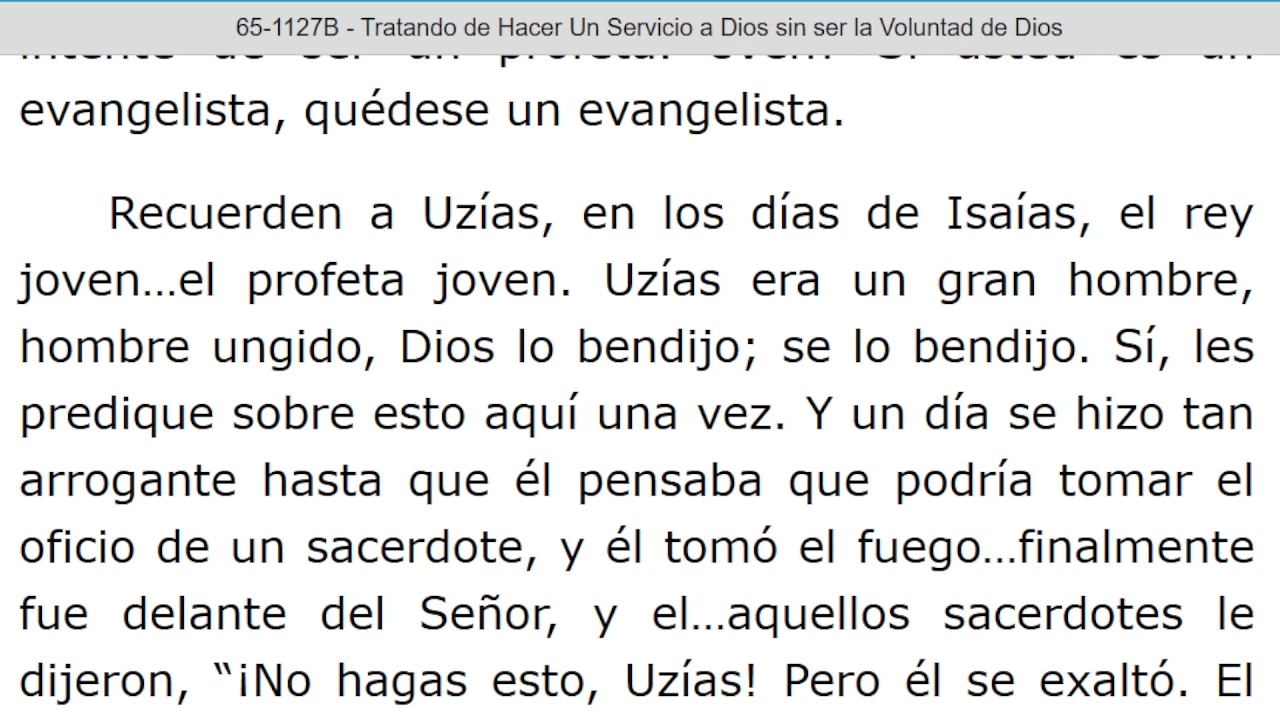 65-1127B - Tratando de Hacer Un Servicio a Dios sin ser la Voluntad de Dios
evangelista, quédese un evangelista.
Recuerden a Uzías, en los días de Isaías, el rey
joven...el profeta joven. Uzías era un gran hombre,
hombre ungido, Dios lo bendijo; se lo bendijo. Sí, les
predique sobre esto aquí una vez. Y un día se hizo tan
arrogante hasta que él pensaba que podría tomar el
oficio de un sacerdote, y él tomó el fuego...finalmente
fue delante del Señor, y el...aquellos sacerdotes le
dijeron, “¡No hagas esto, Uzías! Pero él se exaltó. El